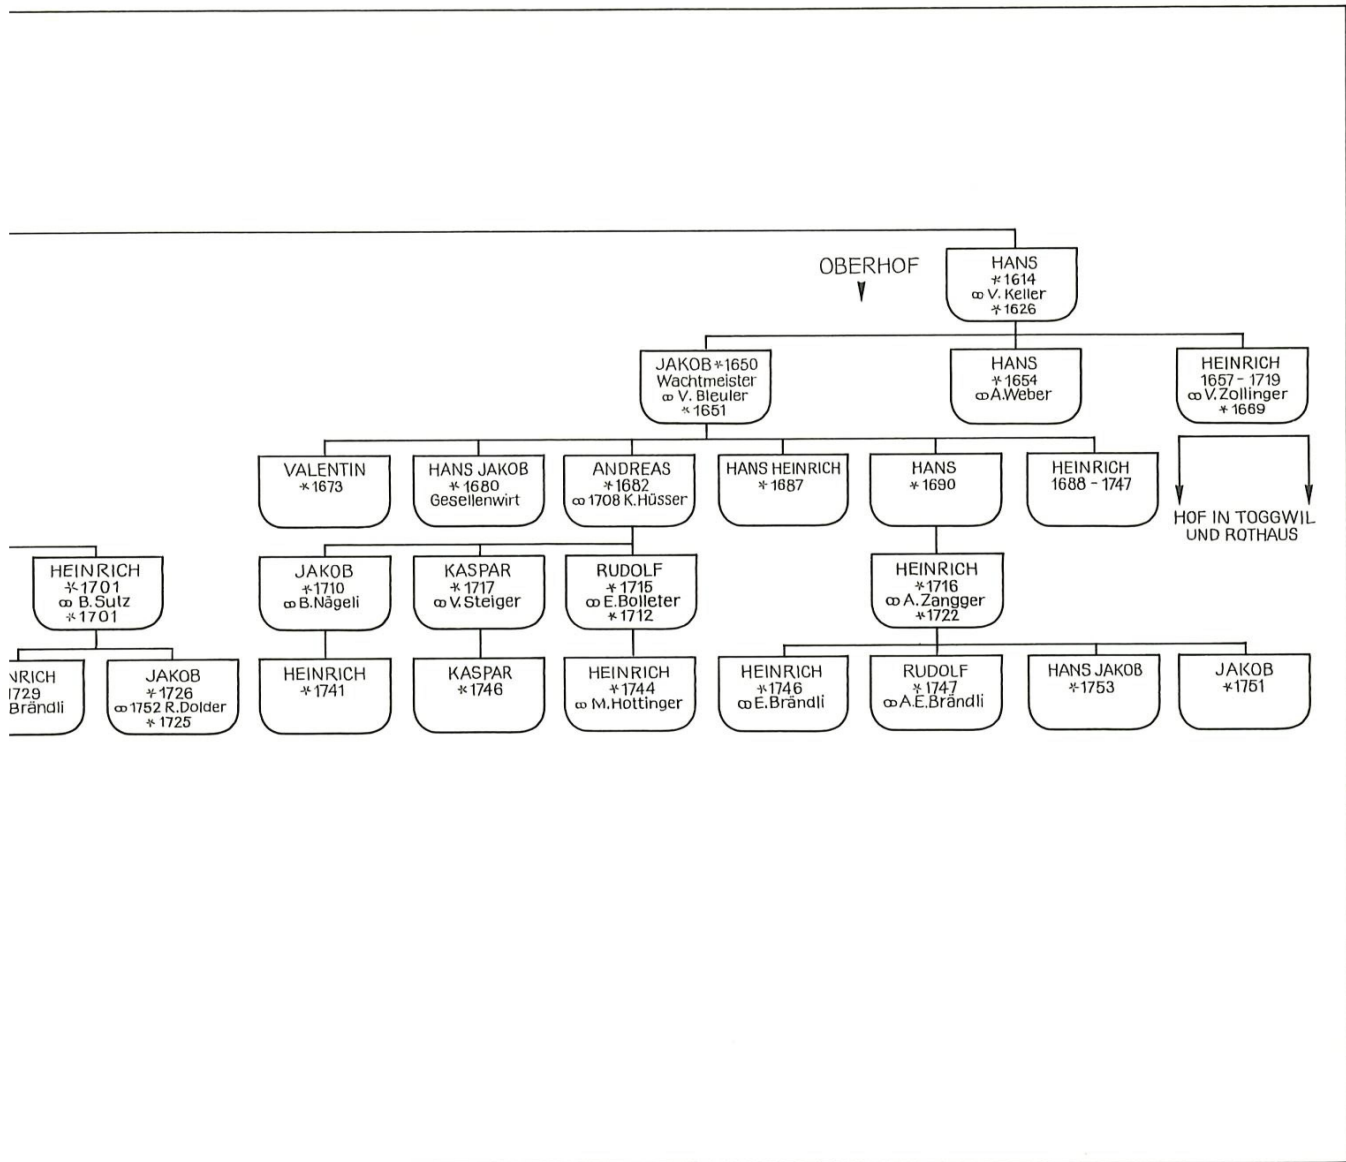 OBERHOF
HANS
*1614
⚭ V. Keller
*1626
JAKOB *1650
Wachtmeister
⚭ V. Bleuler
*1651
HANS
*1654
⚭ A.Weber
HEINRICH
1657 - 1719
⚭ V.Zollinger
*1669
VALENTIN
*1673
HANS JAKOB
*1680
Gesellenwirt
ANDREAS
*1682
⚭ 1708 K.Hüsser
HANS HEINRICH
*1687
HANS
*1690
HEINRICH
1688 - 1747
HOF IN TOGGWIL
UND ROTHAUS
HEINRICH
*1701
⚭ B.Sutz
*1701
JAKOB
*1710
⚭ B.Nägeli
KASPAR
*1717
⚭ V.Steiger
RUDOLF
*1715
⚭ E.Bolleter
*1712
HEINRICH
*1716
⚭ A.Zangger
*1722
NRICH
1729
Brändli
JAKOB
*1726
⚭ 1752 R.Dolder
*1725
HEINRICH
*1741
KASPAR
*1746
HEINRICH
*1744
⚭ M.Hottinger
HEINRICH
*1746
⚭ E.Brändli
RUDOLF
*1747
⚭ A.E.Brändli
HANS JAKOB
*1753
JAKOB
*1751